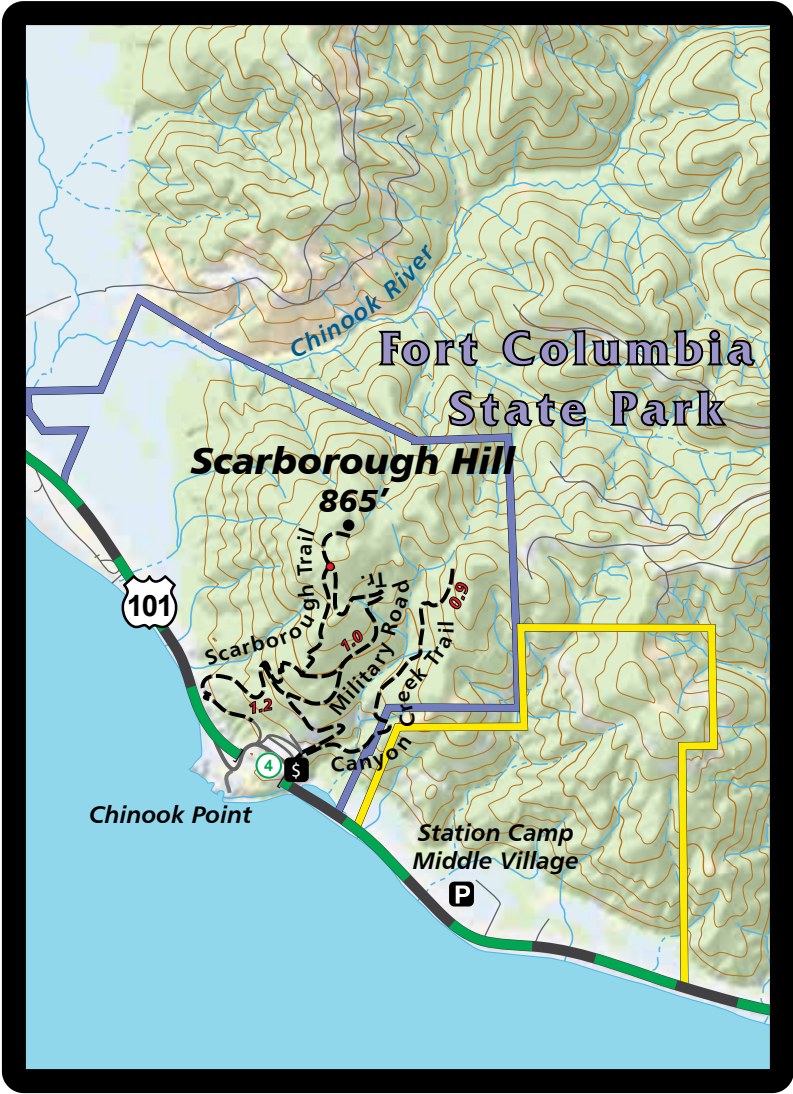 Chinook River
Fort Columbia
State Park
Scarborough Hill
865’
Scarborough Trail
0.9
101
1.0
Military Road
Canyon Creek Trail
1.2
4
$
Chinook Point
Station Camp
Middle Village
P